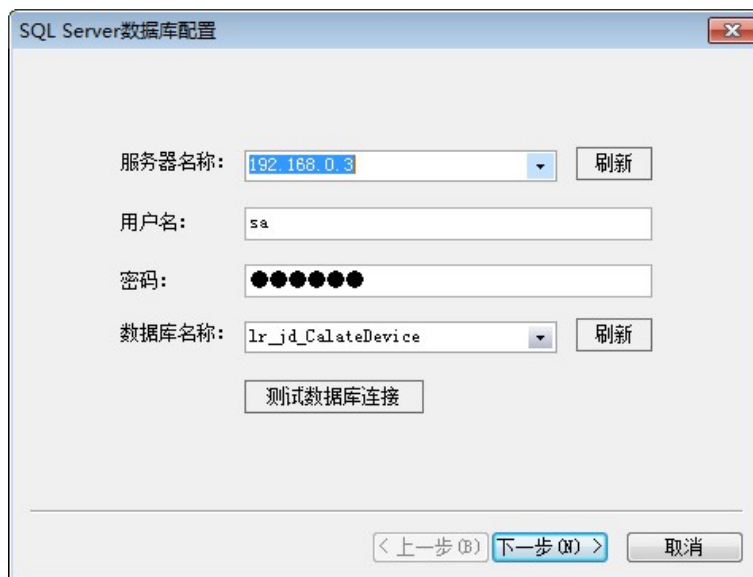 SQL Server数据库配置
服务器名称: 192.168.0.3 刷新
用户名: sa
密码: ●●●●●●
数据库名称: lr_jd_CalateDevice 刷新
测试数据库连接
< 上一步(B) 下一步(N) > 取消